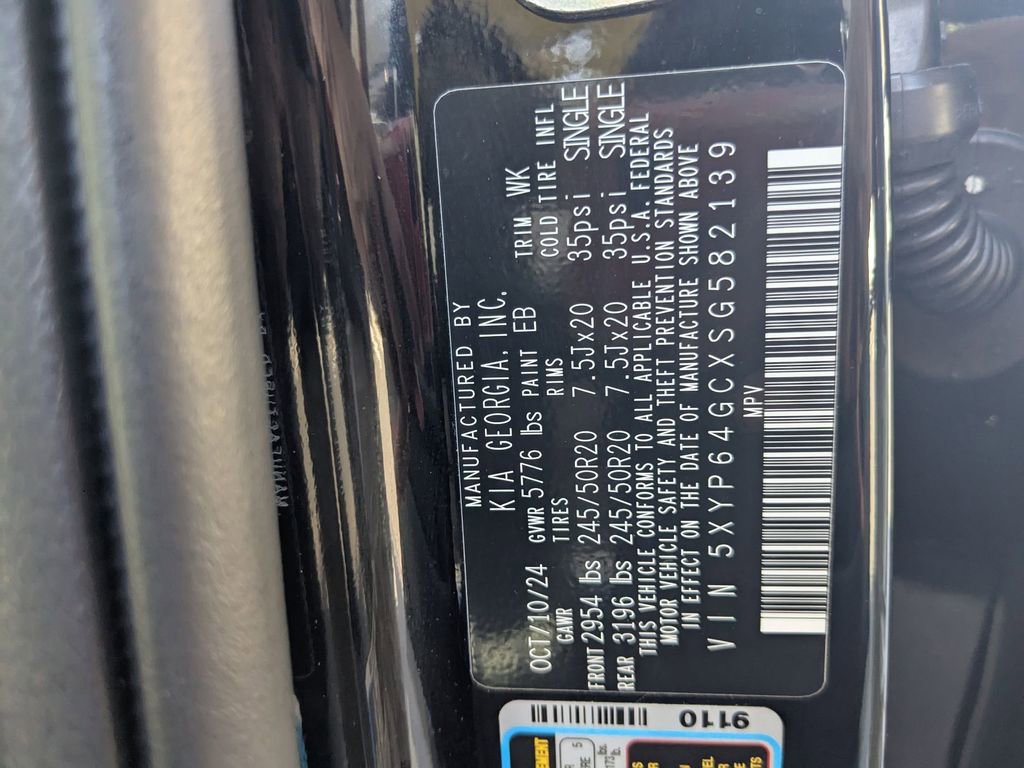 MANUFACTURED BY
KIA GEORGIA, INC.
OCT/10/24 GVWR 5776 lbs PAINT EB TRIM WK
GAWR TIRES RIMS COLD TIRE INFL
FRONT 2954 lbs 245/50R20 7.5Jx20 35psi SINGLE
REAR 3196 lbs 245/50R20 7.5Jx20 35psi SINGLE
THIS VEHICLE CONFORMS TO ALL APPLICABLE U.S.A. FEDERAL
MOTOR VEHICLE SAFETY AND THEFT PREVENTION STANDARDS
IN EFFECT ON THE DATE OF MANUFACTURE SHOWN ABOVE
VIN 5XYP64GCXSG582139
MPV
9110